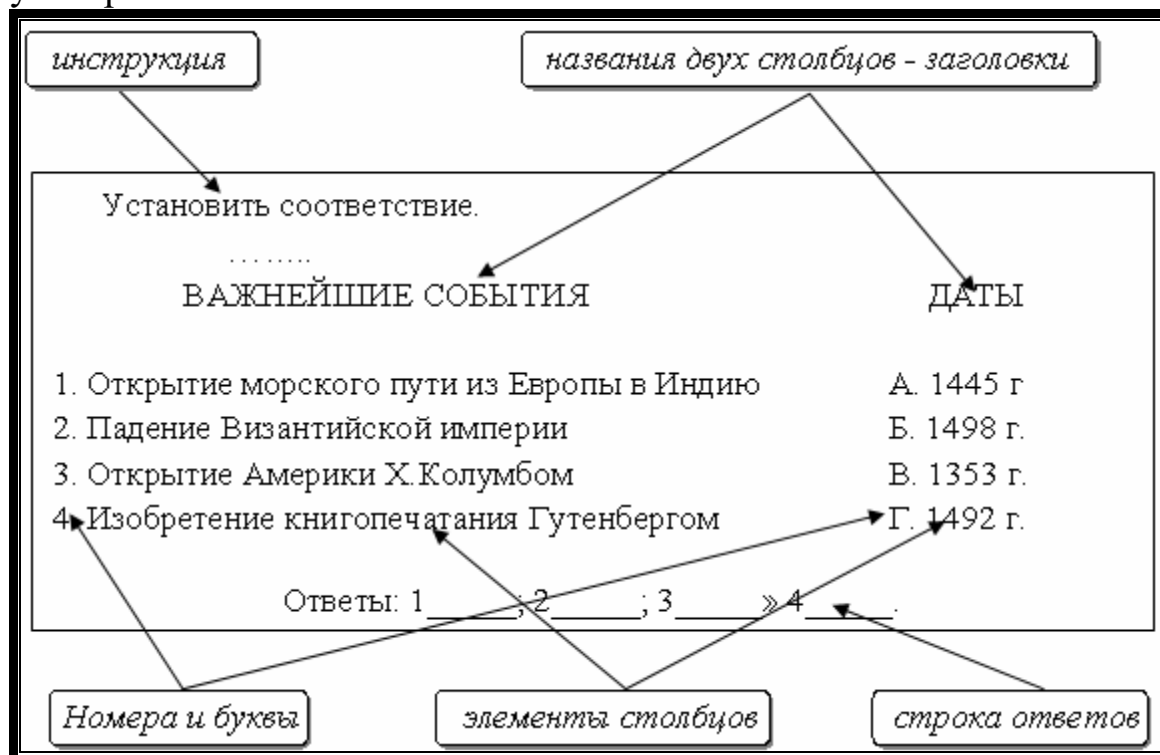 инструкция
названия двух столбцов - заголовки
Установить соответствие.
........
ВАЖНЕЙШИЕ СОБЫТИЯ ДАТЫ
1. Открытие морского пути из Европы в Индию А. 1445 г
2. Падение Византийской империи Б. 1498 г.
3. Открытие Америки Х.Колумбом В. 1353 г.
4. Изобретение книгопечатания Гутенбергом Г. 1492 г.
Ответы: 1______; 2______; 3______» 4______.
Номера и буквы элементы столбцов строка ответов